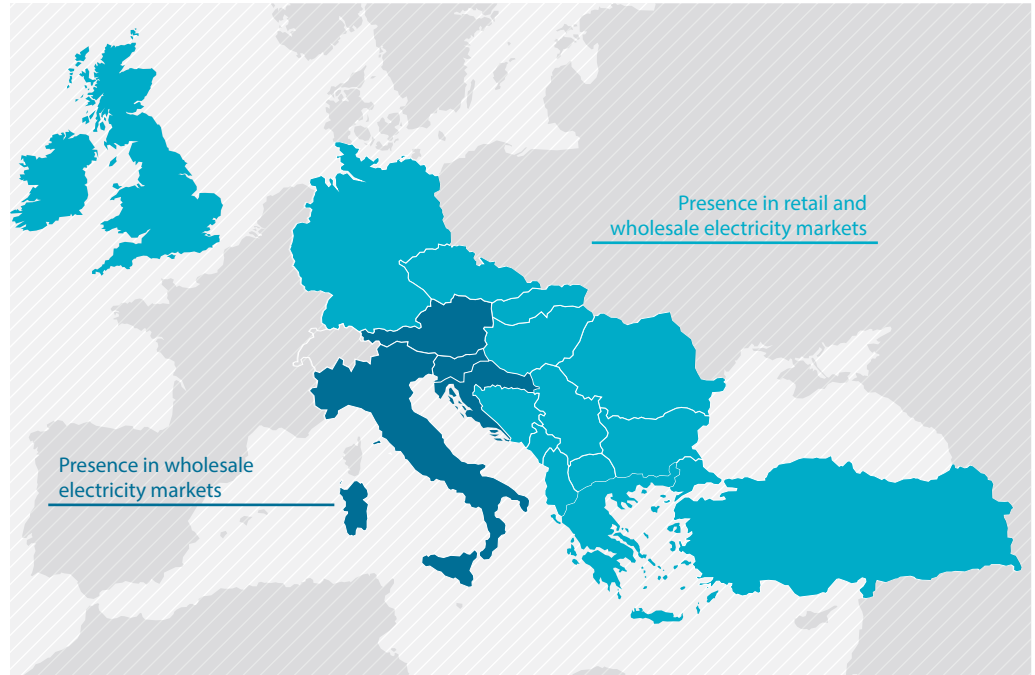 Presence in retail and
wholesale electricity markets
Presence in wholesale
electricity markets